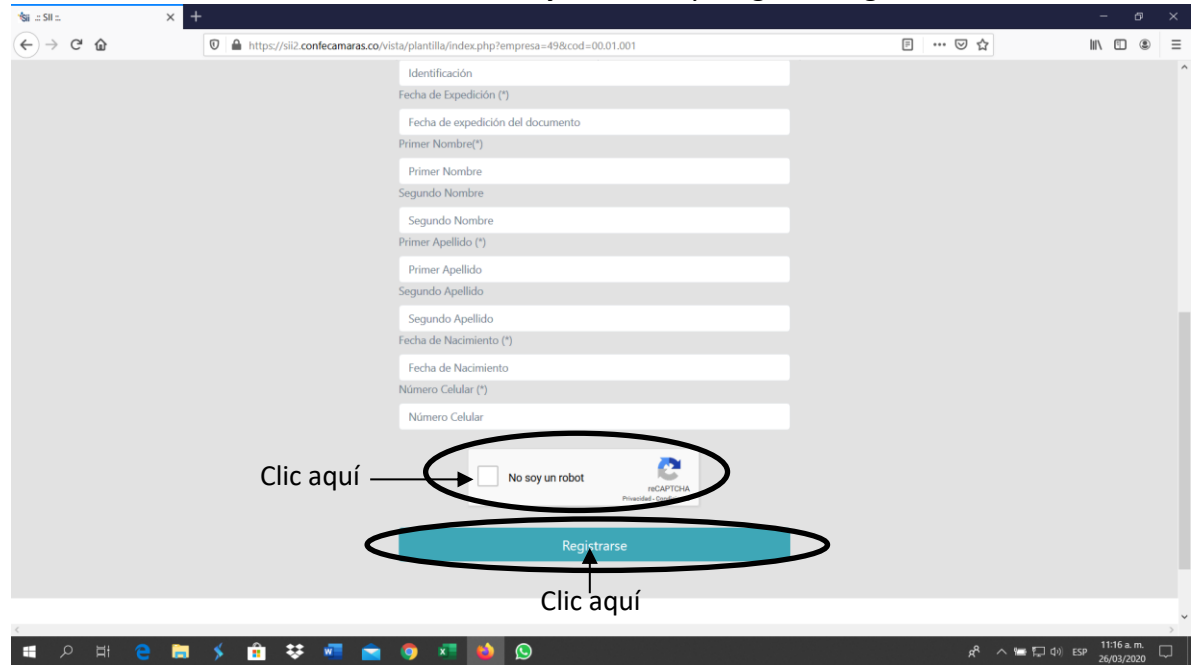 .:: SII ::.
https://sii2.confecamaras.co/vista/plantilla/index.php?empresa=49&cod=00.01.001
Identificación
Fecha de Expedición (*)
Fecha de expedición del documento
Primer Nombre(*)
Primer Nombre
Segundo Nombre
Segundo Nombre
Primer Apellido (*)
Primer Apellido
Segundo Apellido
Segundo Apellido
Fecha de Nacimiento (*)
Fecha de Nacimiento
Número Celular (*)
Número Celular
Clic aquí
No soy un robot
reCAPTCHA
Privacidad -
Registrarse
Clic aquí
ESP
11:16 a. m.
26/03/2020